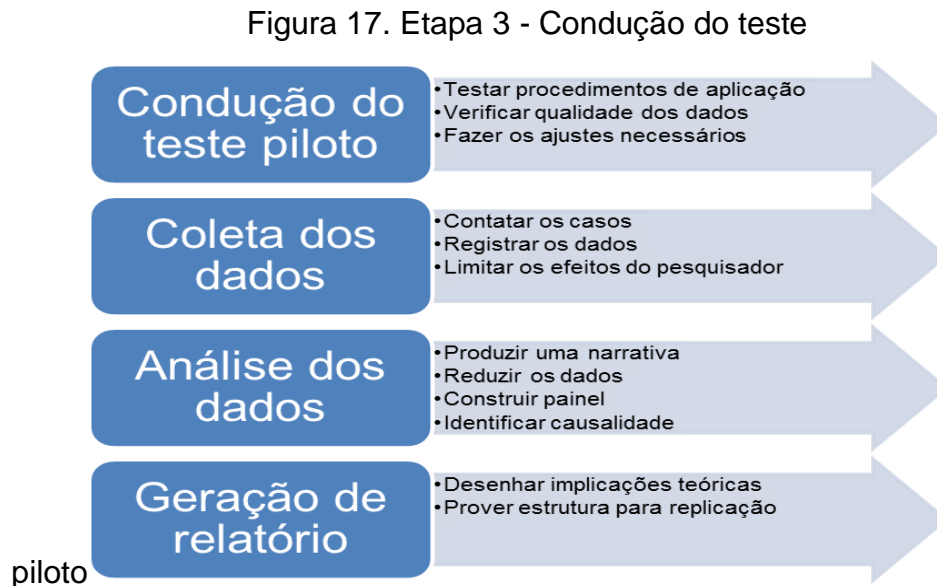 Figura 17. Etapa 3 - Condução do teste
Condução do
teste piloto
•Testar procedimentos de aplicação
•Verificar qualidade dos dados
•Fazer os ajustes necessários
Coleta dos
dados
•Contatar os casos
•Registrar os dados
•Limitar os efeitos do pesquisador
Análise dos
dados
•Produzir uma narrativa
•Reduzir os dados
•Construir painel
•Identificar causalidade
Geração de
relatório
•Desenhar implicações teóricas
•Prover estrutura para replicação
piloto